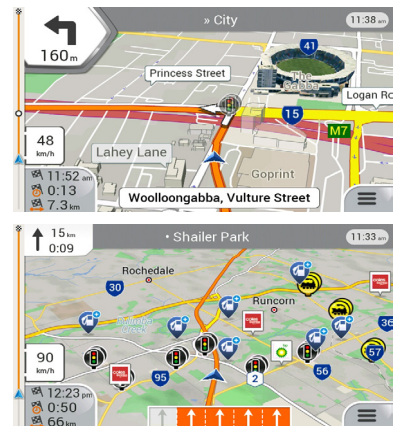 » City
11:38 am
160 m
41
The
Gabba
Princess Street
Logan Ro
15
M7
48
km/h
Lahey Lane
Goprint
11:52 am
0:13
7.3 km
Woolloongabba, Vulture Street
15 km
0:09
• Shailer Park
11:33 am
Rochedale
30
Runcorn
36
90
km/h
57
95
2
56
12:23 pm
0:50
66 km